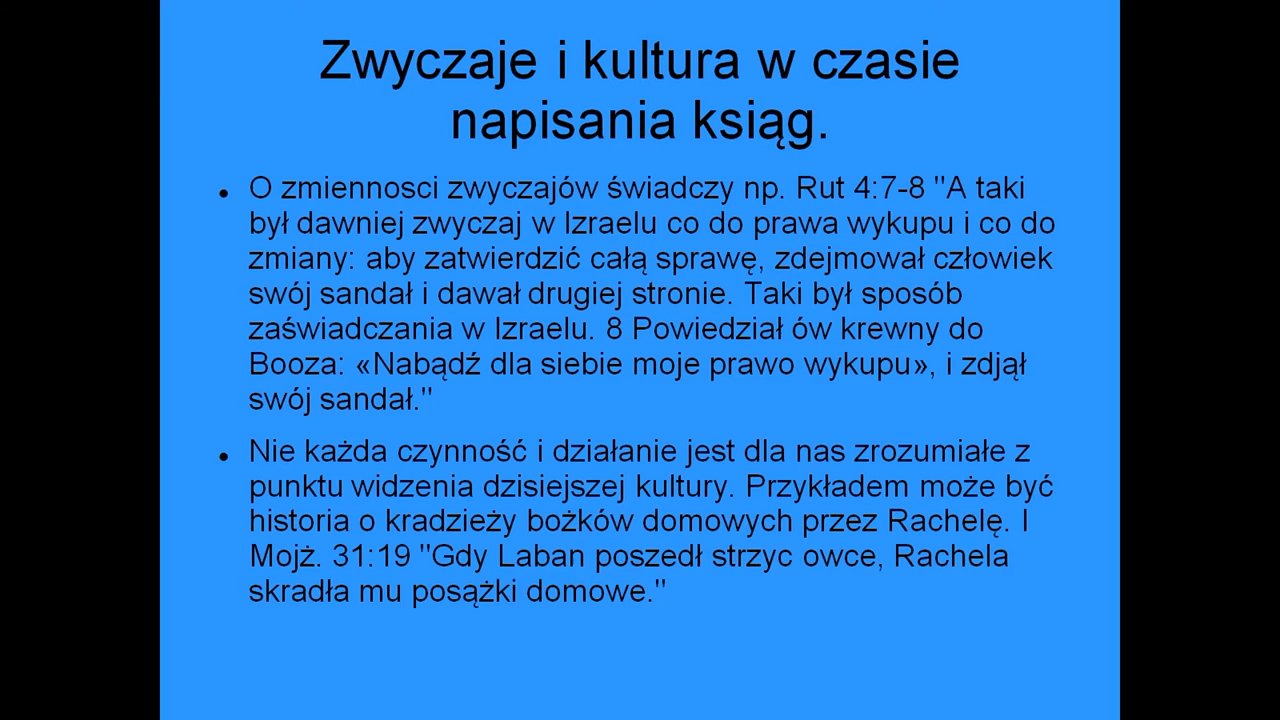 Zwyczaje i kultura w czasie
napisania ksiąg.
● O zmiennosci zwyczajów świadczy np. Rut 4:7-8 "A taki
był dawniej zwyczaj w Izraelu co do prawa wykupu i co do
zmiany: aby zatwierdzić całą sprawę, zdejmował człowiek
swój sandał i dawał drugiej stronie. Taki był sposób
zaświadczania w Izraelu. 8 Powiedział ów krewny do
Booza: «Nabądź dla siebie moje prawo wykupu», i zdjął
swój sandał."
● Nie każda czynność i działanie jest dla nas zrozumiałe z
punktu widzenia dzisiejszej kultury. Przykładem może być
historia o kradzieży bożków domowych przez Rachelę. I
Mojż. 31:19 "Gdy Laban poszedł strzyc owce, Rachela
skradła mu posążki domowe."